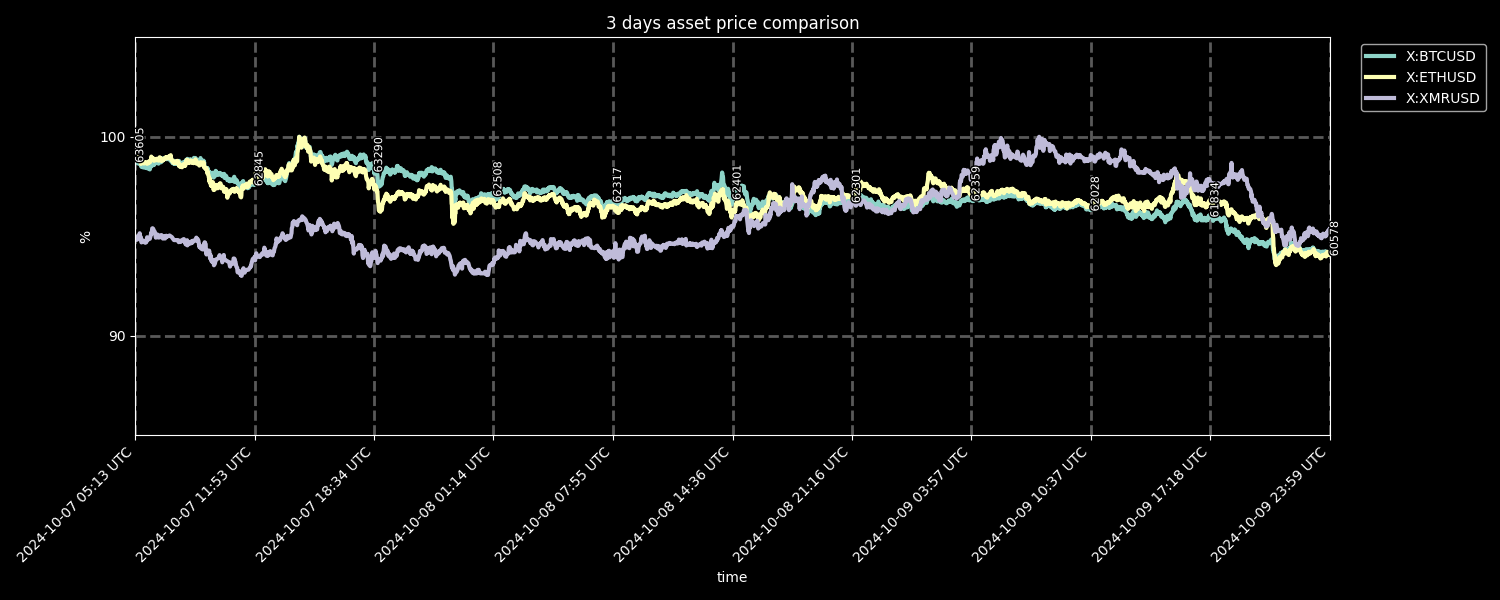 3 days asset price comparison
X:BTCUSD
X:ETHUSD
X:XMRUSD
100
90
%
63605
62845
63290
62508
62317
62401
62301
62359
62028
61834
60578
2024-10-07 05:13 UTC
2024-10-07 11:53 UTC
2024-10-07 18:34 UTC
2024-10-08 01:14 UTC
2024-10-08 07:55 UTC
2024-10-08 14:36 UTC
2024-10-08 21:16 UTC
2024-10-09 03:57 UTC
2024-10-09 10:37 UTC
2024-10-09 17:18 UTC
2024-10-09 23:59 UTC
time